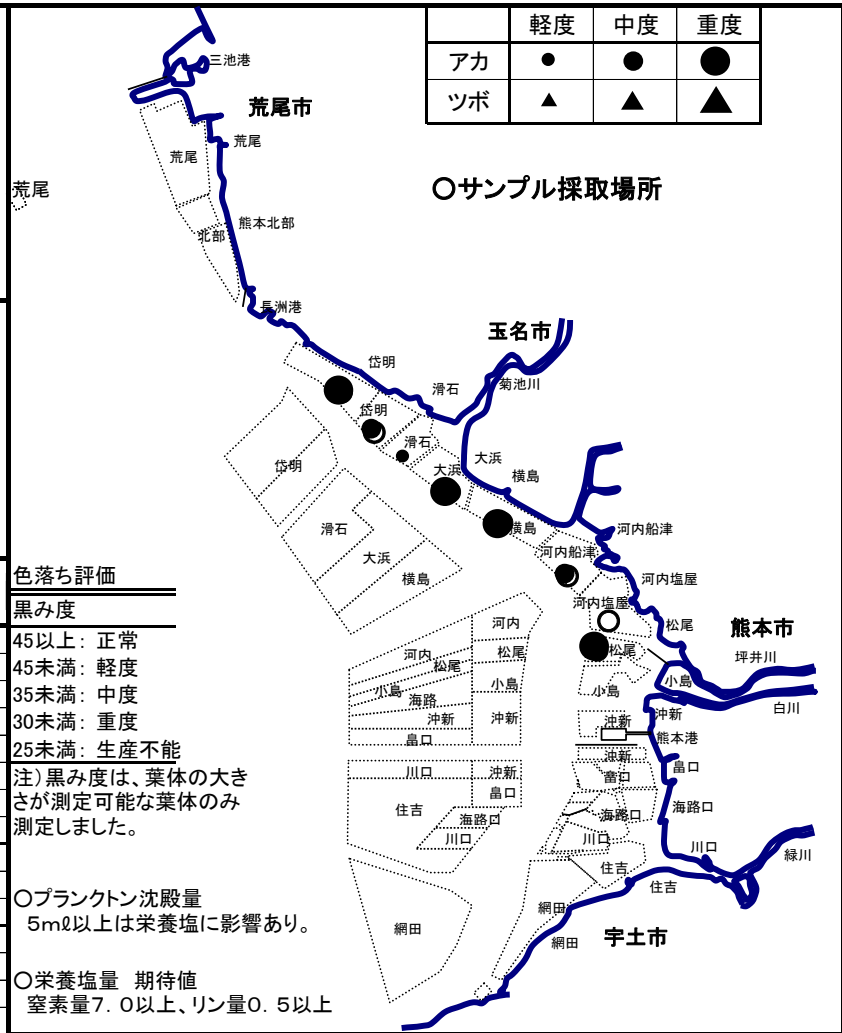 軽度 中度 重度
アカ ● ● ●
ツボ ▲ ▲ ▲
三池港
荒尾市
荒尾
荒尾
荒尾
○サンプル採取場所
熊本北部
北部
長洲港
玉名市
岱明
滑石
菊池川
岱明
滑石
大浜
大浜
横島
岱明
横島
滑石
大浜
横島
河内船津
河内船津
河内塩屋
河内塩屋
松尾
熊本市
坪井川
松尾
小島
小島
白川
河内
河内
松尾
松尾
小島
小島
海路
沖新
沖新
畠口
沖新
沖新
熊本港
沖新
畠口
畠口
川口
沖新
畠口
住吉
海路口
川口
海路口
海路口
川口
川口
緑川
住吉
住吉
網田
網田
網田
宇土市
色落ち評価
黒み度
45以上: 正常
45未満: 軽度
35未満: 中度
30未満: 重度
25未満: 生産不能
注)黒み度は、葉体の大き
さが測定可能な葉体のみ
測定しました。
○プランクトン沈殿量
5mℓ以上は栄養塩に影響あり。
○栄養塩量 期待値
窒素量7.0以上、リン量0.5以上